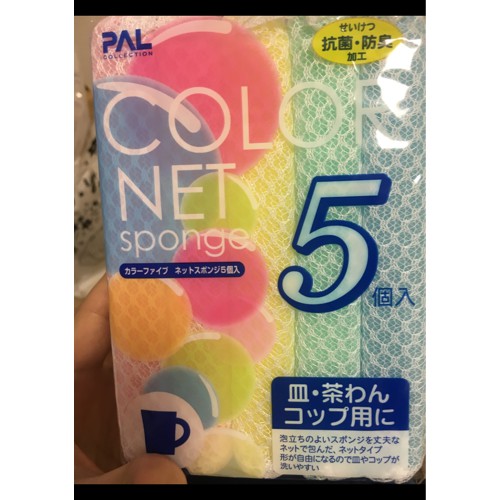 PAL
COLLECTION
せいけつ
抗菌・防臭
加工
COLOR
NET
sponge
カラーファイブ ネットスポンジ5個入
5
個入
皿・茶わん
コップ用に
泡立ちのよいスポンジを丈夫な
ネットで包んだ、ネットタイプ
形が自由になるので皿やコップが
洗いやすい